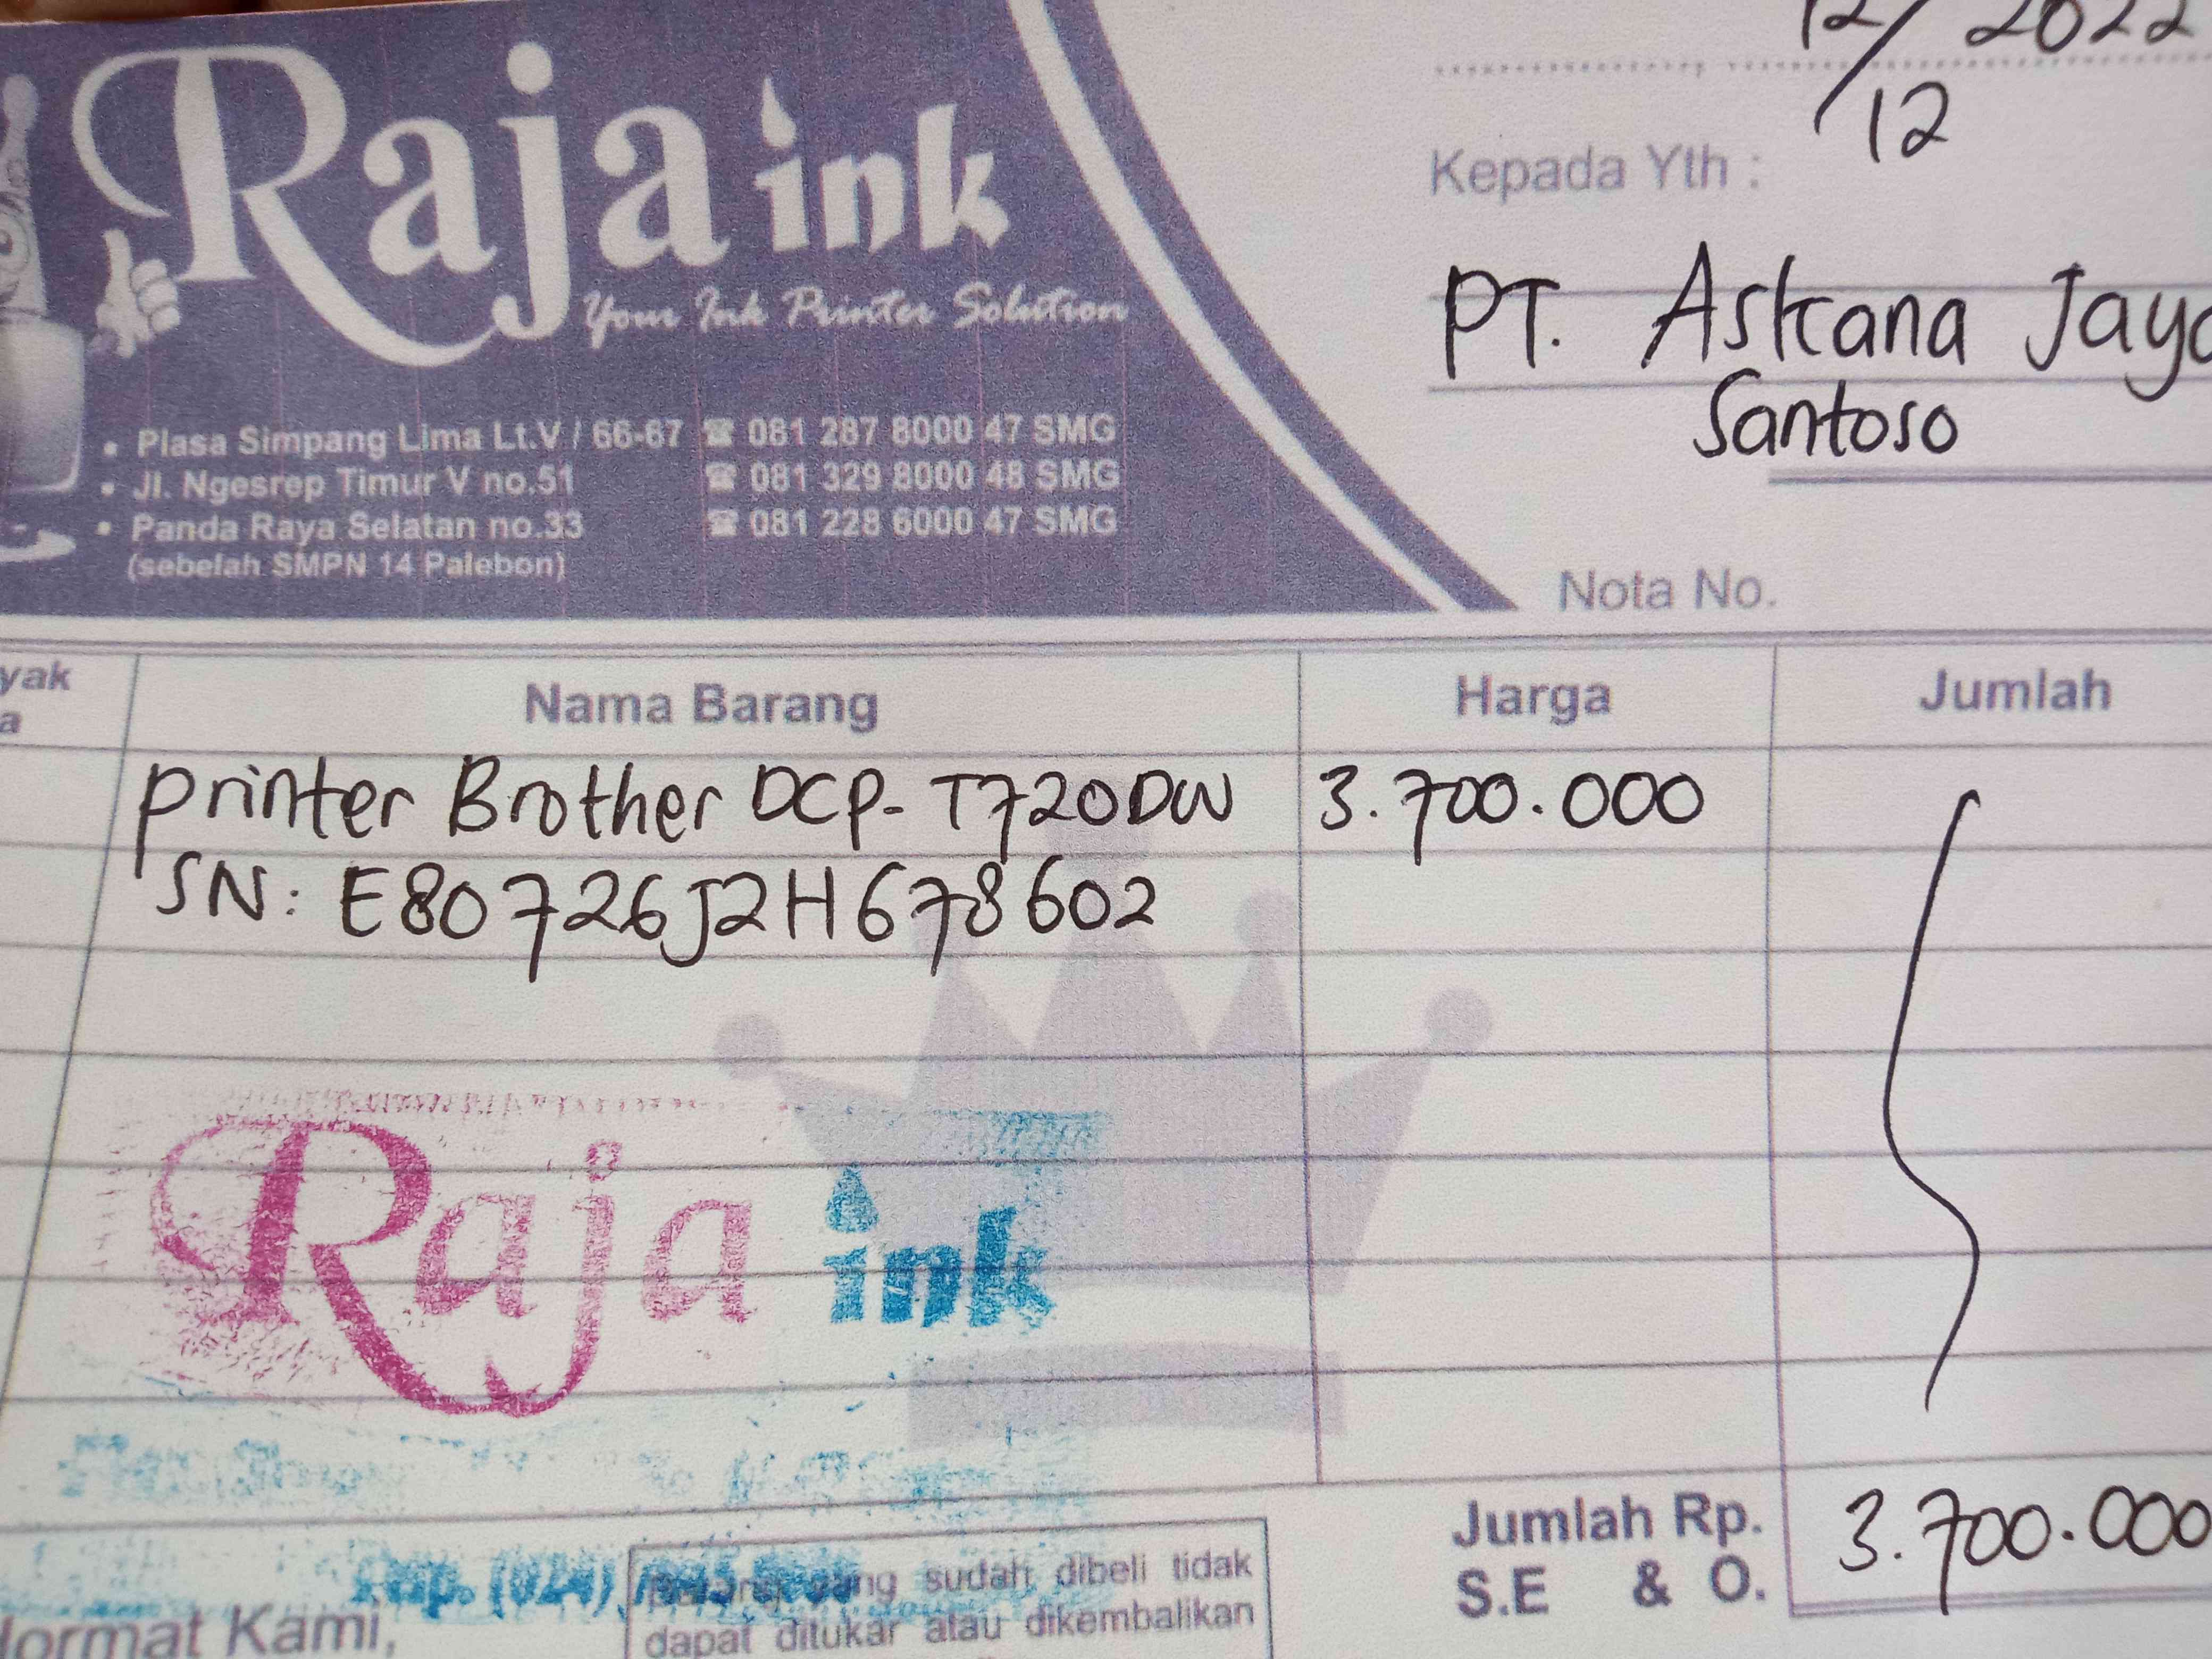 12/12 2022
Raja ink
Your Ink Printer Solution
Kepada Yth :
PT. Askana Jaya
Santoso
• Plasa Simpang Lima Lt.V / 66-67 ☎ 081 287 8000 47 SMG
• Jl. Ngesrep Timur V no.51 ☎ 081 329 8000 48 SMG
• Panda Raya Selatan no.33 ☎ 081 228 6000 47 SMG
(sebelah SMPN 14 Palebon)
Nota No.
yak
a
Nama Barang Harga Jumlah
Printer Brother DCP-T720DW 3.700.000
SN: E80726J2H678602
Raja ink
Jumlah Rp. 3.700.000
S.E & O.
Hormat Kami,
barang yang sudah dibeli tidak
dapat ditukar atau dikembalikan